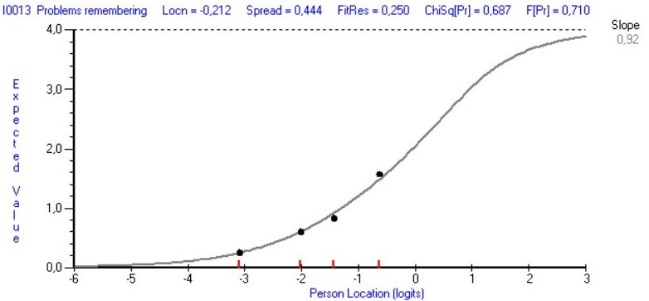 I0013 Problems remembering Locn = -0,212 Spread = 0,444 FitRes = 0,250 ChiSq[Pr] = 0,687 F[Pr] = 0,710
Slope
0,92
Expected Value
4,0
3,0
2,0
1,0
0,0
-6 -5 -4 -3 -2 -1 0 1 2 3
Person Location (logits)